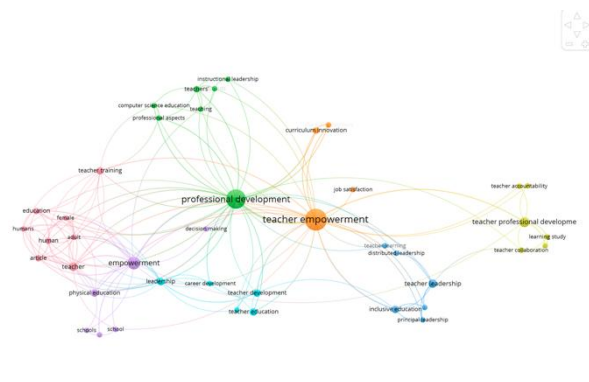 instructional leadership
teachers'
computer science education
teaching
professional aspects
curriculum innovation
teacher training
job satisfaction
teacher accountability
professional development
education
female
teacher empowerment
teacher professional developme
humans
human
adult
decision making
learning study
article
teacher collaboration
distributed leadership
teacher
empowerment
leadership
career development
teacher leadership
physical education
teacher development
inclusive education
teacher education
principal leadership
schools
school